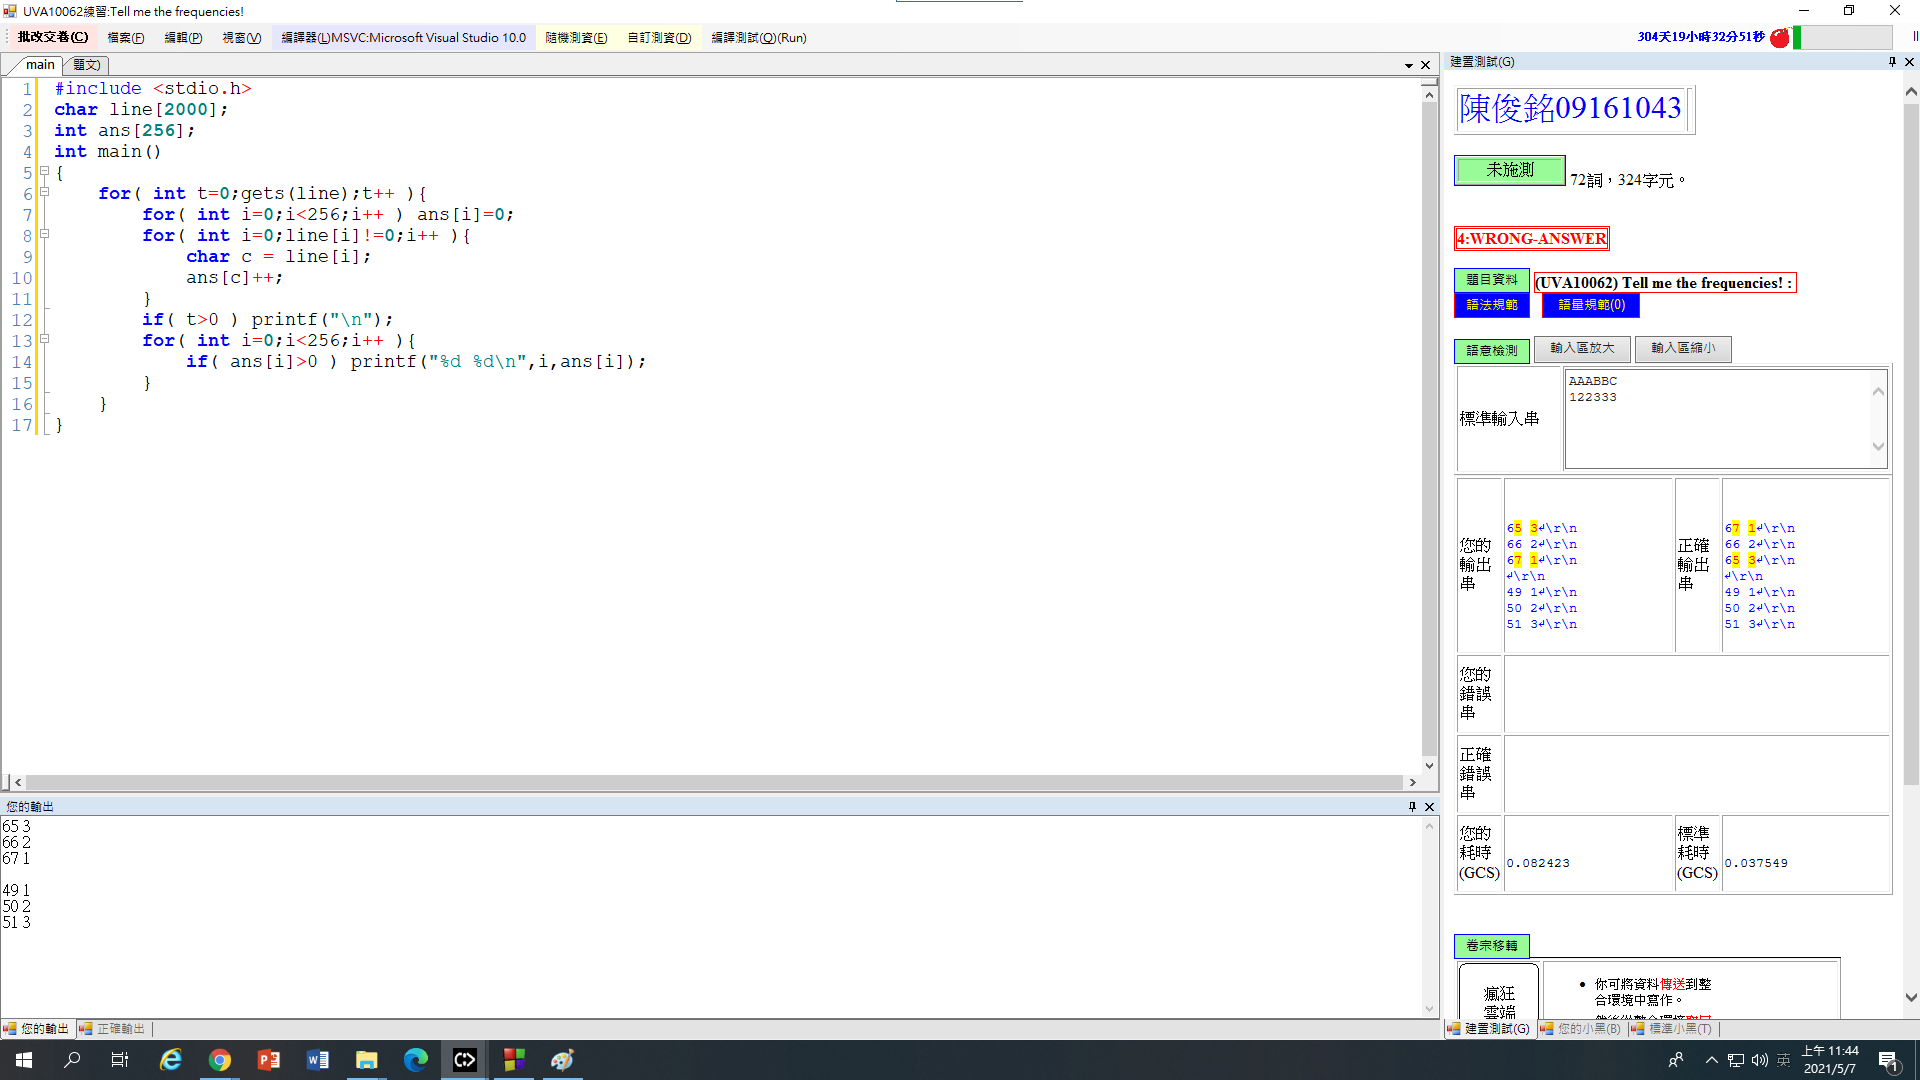 UVA10062練習:Tell me the frequencies!
批改交卷(C) 檔案(F) 編輯(P) 視窗(V) 編譯器(L)MSVC:Microsoft Visual Studio 10.0 隨機測資(E) 自訂測資(D) 編譯測試(Q)(Run)
304天19小時32分51秒
main 題文)
1 #include <stdio.h>
2 char line[2000];
3 int ans[256];
4 int main()
5 {
6 for( int t=0;gets(line);t++ ){
7 for( int i=0;i<256;i++ ) ans[i]=0;
8 for( int i=0;line[i]!=0;i++ ){
9 char c = line[i];
10 ans[c]++;
11 }
12 if( t>0 ) printf("\n");
13 for( int i=0;i<256;i++ ){
14 if( ans[i]>0 ) printf("%d %d\n",i,ans[i]);
15 }
16 }
17 }
您的輸出
65 3
66 2
67 1
49 1
50 2
51 3
您的輸出 正確輸出
建置測試(G)
陳俊銘09161043
未施測 72詞，324字元。
4:WRONG-ANSWER
題目資料 (UVA10062) Tell me the frequencies! :
語法規範 語量規範(0)
語意檢測 輸入區放大 輸入區縮小
標準輸入串
AAABBC
122333
您的輸出串
65 3↲\r\n
66 2↲\r\n
67 1↲\r\n
↲\r\n
49 1↲\r\n
50 2↲\r\n
51 3↲\r\n
正確輸出串
67 1↲\r\n
66 2↲\r\n
65 3↲\r\n
↲\r\n
49 1↲\r\n
50 2↲\r\n
51 3↲\r\n
您的錯誤串
正確錯誤串
您的耗時(GCS) 0.082423 標準耗時(GCS) 0.037549
卷宗移轉
瘋狂
雲端
你可將資料傳送到整
合環境中寫作。
建置測試(G) 您的小黑(B) 標準小黑(T)
英 上午 11:44
2021/5/7
1